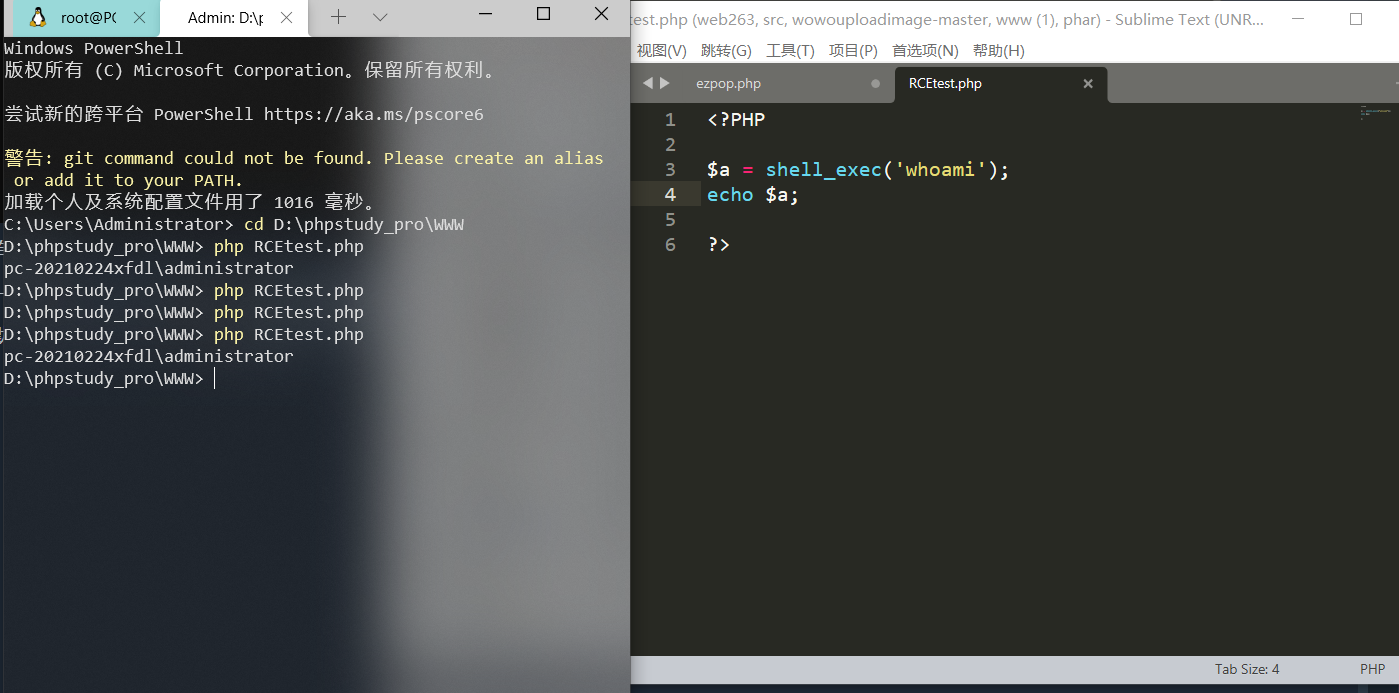 root@PC
Admin: D:\p
Windows PowerShell
版权所有 (C) Microsoft Corporation。保留所有权利。
尝试新的跨平台 PowerShell https://aka.ms/pscore6
警告: git command could not be found. Please create an alias
or add it to your PATH.
加载个人及系统配置文件用了 1016 毫秒。
C:\Users\Administrator> cd D:\phpstudy_pro\WWW
D:\phpstudy_pro\WWW> php RCEtest.php
pc-20210224xfdl\administrator
D:\phpstudy_pro\WWW> php RCEtest.php
D:\phpstudy_pro\WWW> php RCEtest.php
D:\phpstudy_pro\WWW> php RCEtest.php
pc-20210224xfdl\administrator
D:\phpstudy_pro\WWW>
test.php (web263, src, wowouploadimage-master, www (1), phar) - Sublime Text (UNR...
视图(V) 跳转(G) 工具(T) 项目(P) 首选项(N) 帮助(H)
ezpop.php
RCEtest.php
1 <?PHP
2
3 $a = shell_exec('whoami');
4 echo $a;
5
6 ?>
Tab Size: 4
PHP